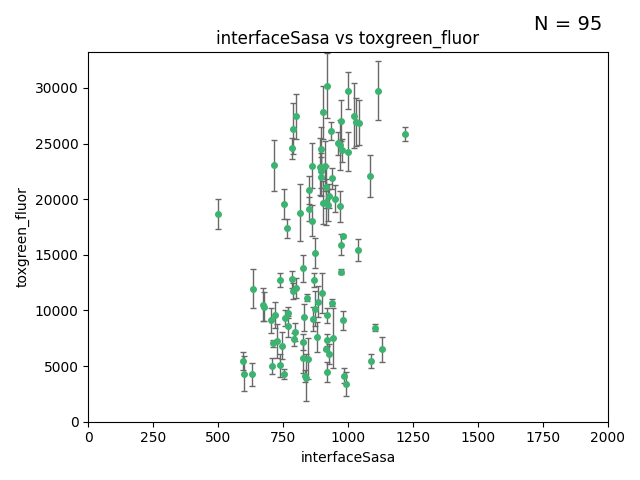 N = 95
interfaceSasa vs toxgreen_fluor
30000
25000
20000
15000
10000
5000
0
toxgreen_fluor
0 250 500 750 1000 1250 1500 1750 2000
interfaceSasa